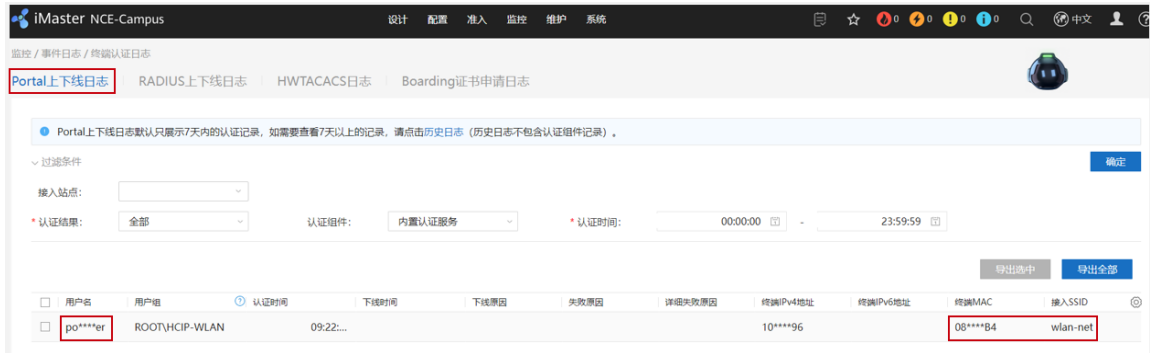 iMaster NCE-Campus 设计 配置 准入 监控 维护 系统 0 0 0 0 中文
监控 / 事件日志 / 终端认证日志
Portal上下线日志 RADIUS上下线日志 HWTACACS日志 Boarding证书申请日志
Portal上下线日志默认只展示7天内的认证记录，如需要查看7天以上的记录，请点击历史日志（历史日志不包含认证组件记录）。
过滤条件 确定
接入站点：
* 认证结果： 全部 认证组件： 内置认证服务 * 认证时间： 00:00:00 - 23:59:59
导出选中 导出全部
用户名 用户组 认证时间 下线时间 下线原因 失败原因 详细失败原因 终端IPv4地址 终端IPv6地址 终端MAC 接入SSID
po****er ROOT\HCIP-WLAN 09:22:... 10****96 08****B4 wlan-net